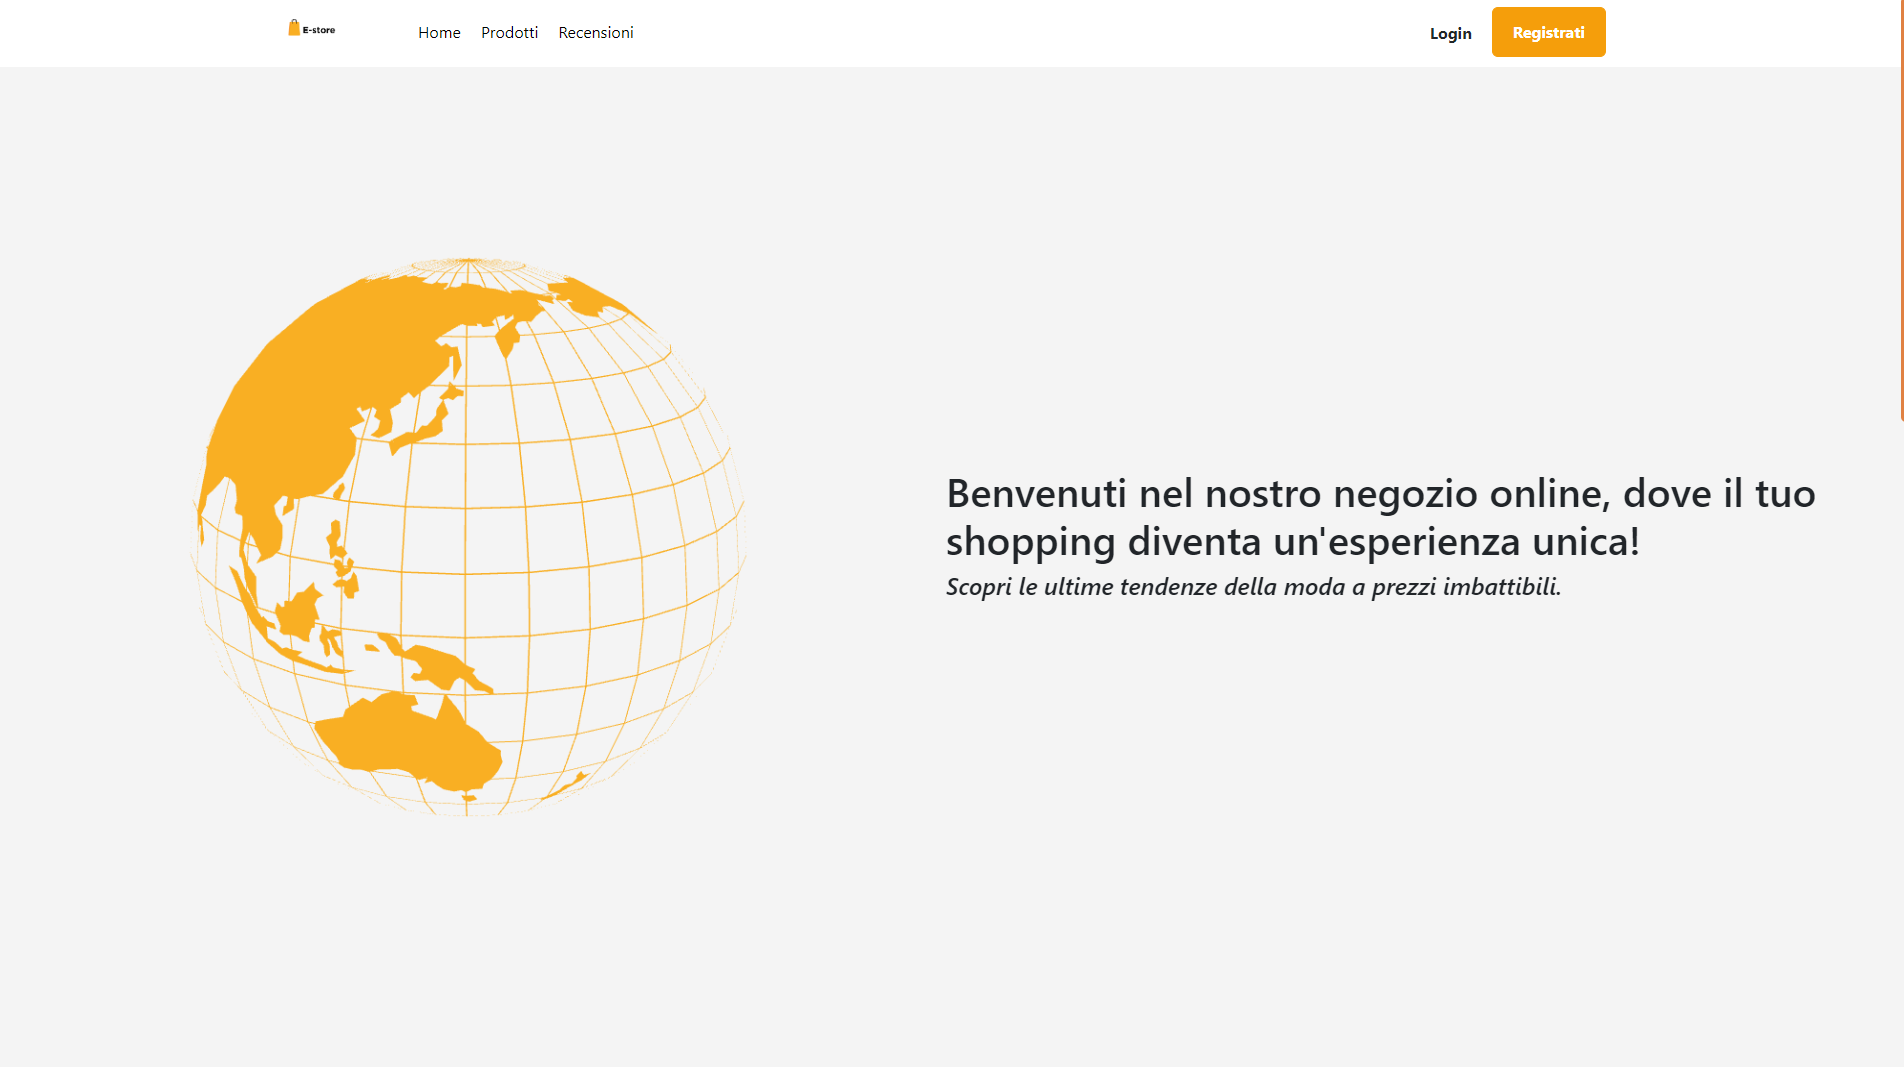 E-store
Home
Prodotti
Recensioni
Login
Registrati
Benvenuti nel nostro negozio online, dove il tuo
shopping diventa un'esperienza unica!
Scopri le ultime tendenze della moda a prezzi imbattibili.